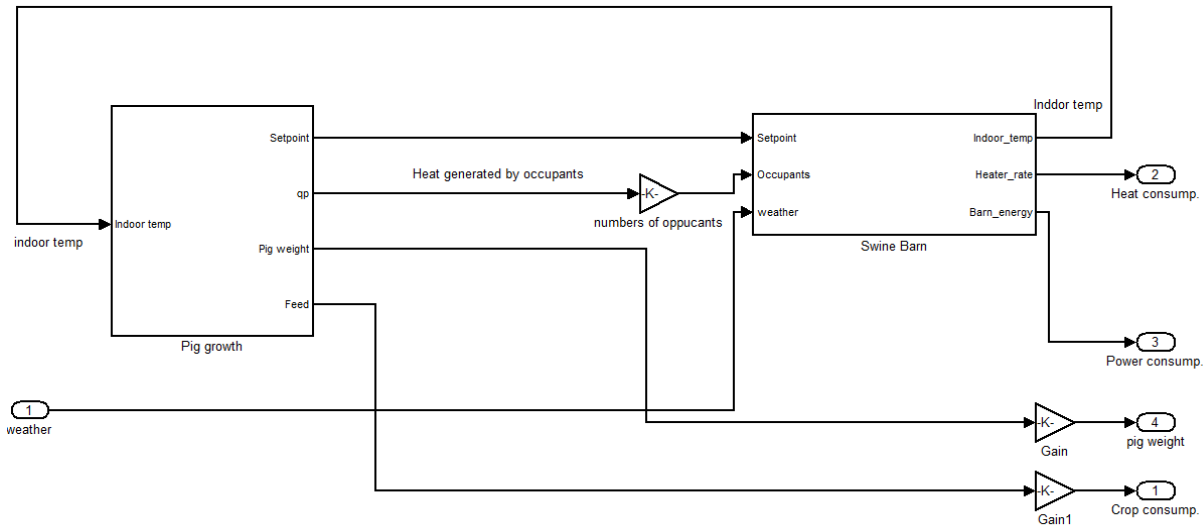 Inddor temp
Setpoint
Setpoint
Indoor_temp
Heat generated by occupants
Occupants
Heater_rate
2
qp
-K-
Heat consump.
Indoor temp
numbers of oppucants
weather
Barn_energy
indoor temp
Pig weight
Swine Barn
Feed
Pig growth
3
Power consump.
1
weather
-K-
4
Gain
pig weight
-K-
1
Gain1
Crop consump.